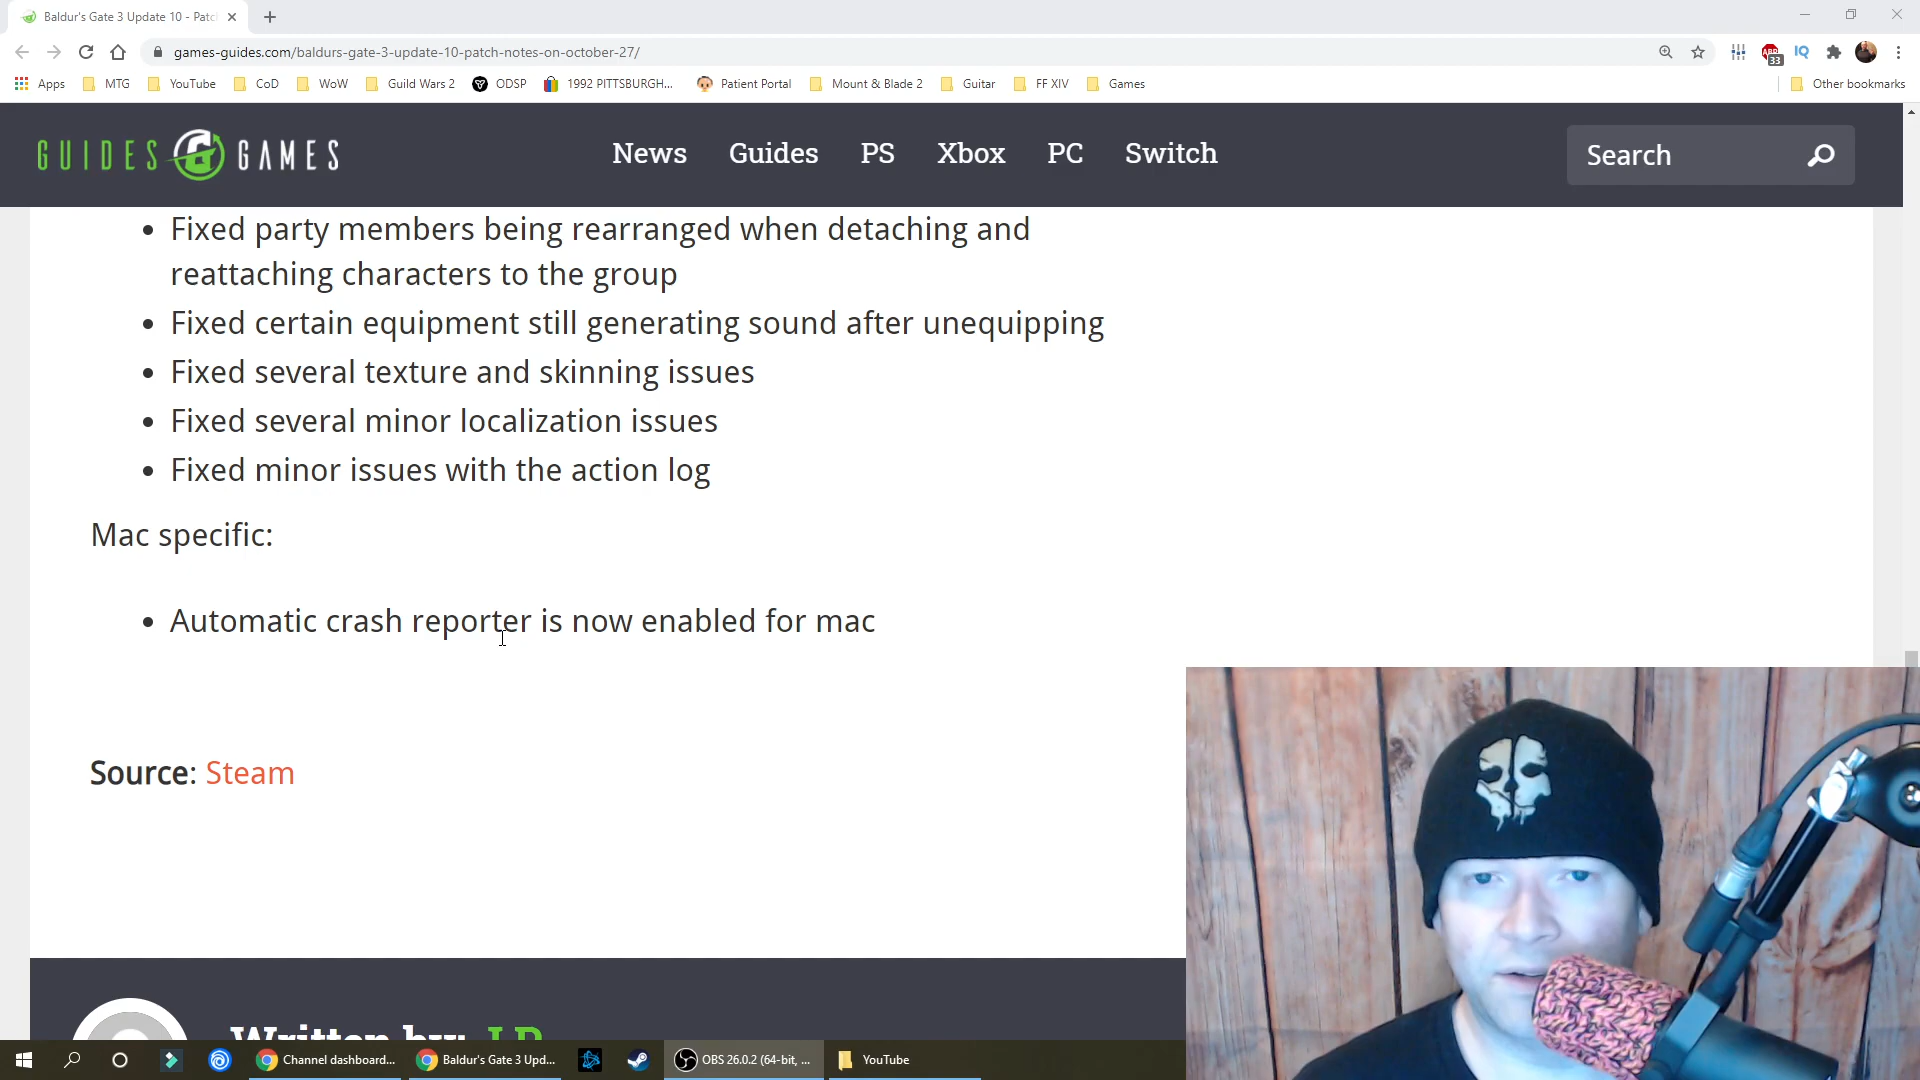 Baldur's Gate 3 Update 10 - Patc
games-guides.com/baldurs-gate-3-update-10-patch-notes-on-october-27/
ABP
33
IQ
Apps
MTG
YouTube
CoD
WoW
Guild Wars 2
ODSP
1992 PITTSBURGH...
Patient Portal
Mount & Blade 2
Guitar
FF XIV
Games
Other bookmarks
GUIDES GAMES
News
Guides
PS
Xbox
PC
Switch
Search
• Fixed party members being rearranged when detaching and
reattaching characters to the group
• Fixed certain equipment still generating sound after unequipping
• Fixed several texture and skinning issues
• Fixed several minor localization issues
• Fixed minor issues with the action log
Mac specific:
• Automatic crash reporter is now enabled for mac
Source: Steam
Written by: J.P.
Channel dashboard...
Baldur's Gate 3 Upd...
OBS 26.0.2 (64-bit, ...
YouTube